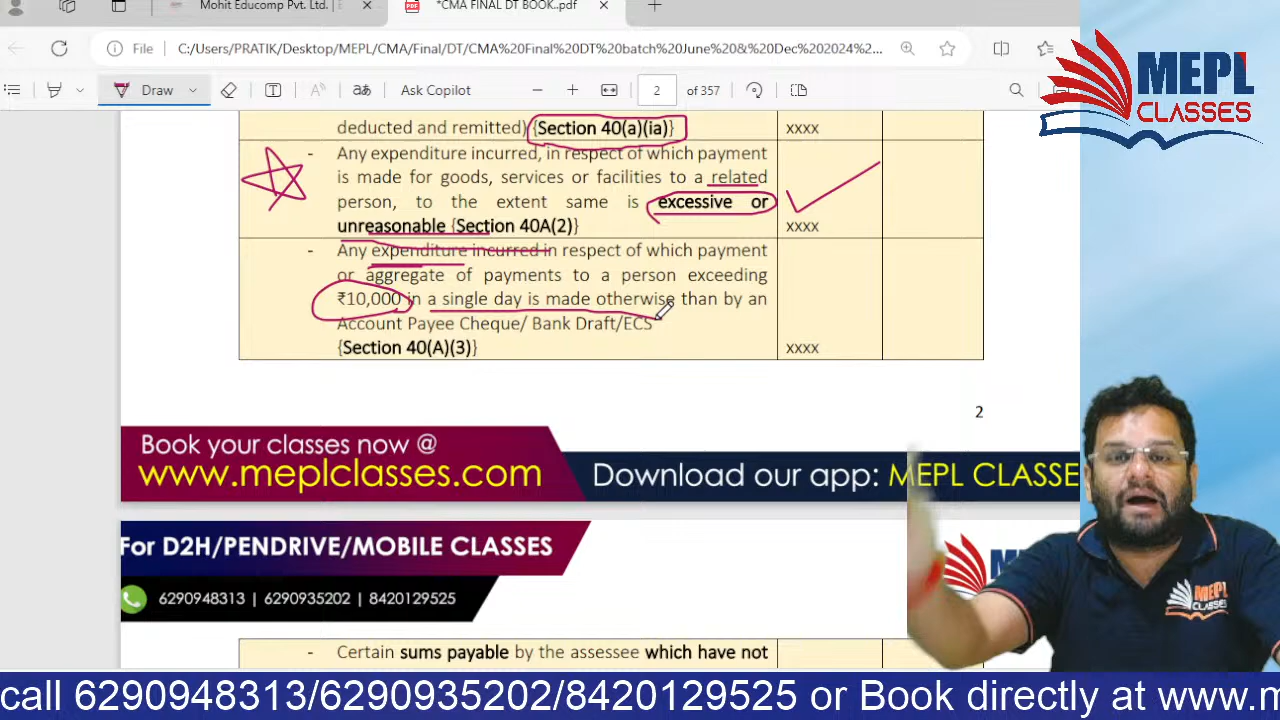 Mohit Educomp Pvt. Ltd. | E
*CMA FINAL DT BOOK..pdf
File
C:/Users/PRATIK/Desktop/MEPL/CMA/Final/DT/CMA%20Final%20DT%20batch%20June%20&%20Dec%202024%2...
Draw
Ask Copilot
2 of 357
MEPL
CLASSES
deducted and remitted) {Section 40(a)(ia)}
xxxx
- Any expenditure incurred, in respect of which payment
is made for goods, services or facilities to a related
person, to the extent same is excessive or
unreasonable {Section 40A(2)}
xxxx
- Any expenditure incurred in respect of which payment
or aggregate of payments to a person exceeding
₹10,000 in a single day is made otherwise than by an
Account Payee Cheque/ Bank Draft/ECS
{Section 40(A)(3)}
xxxx
2
Book your classes now @
www.meplclasses.com
Download our app: MEPL CLASSE
For D2H/PENDRIVE/MOBILE CLASSES
6290948313 | 6290935202 | 8420129525
MEPL
CLASSES
- Certain sums payable by the assessee which have not
call 6290948313/6290935202/8420129525 or Book directly at www.m